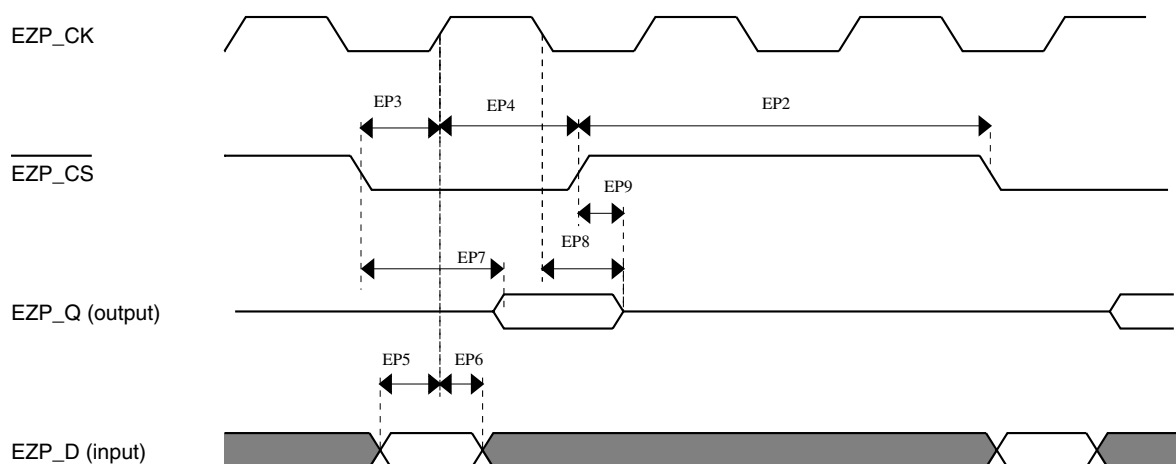 EZP_CK
EP3
EP4
EP2
EZP_CS
EP9
EP8
EP7
EZP_Q (output)
EP5
EP6
EZP_D (input)